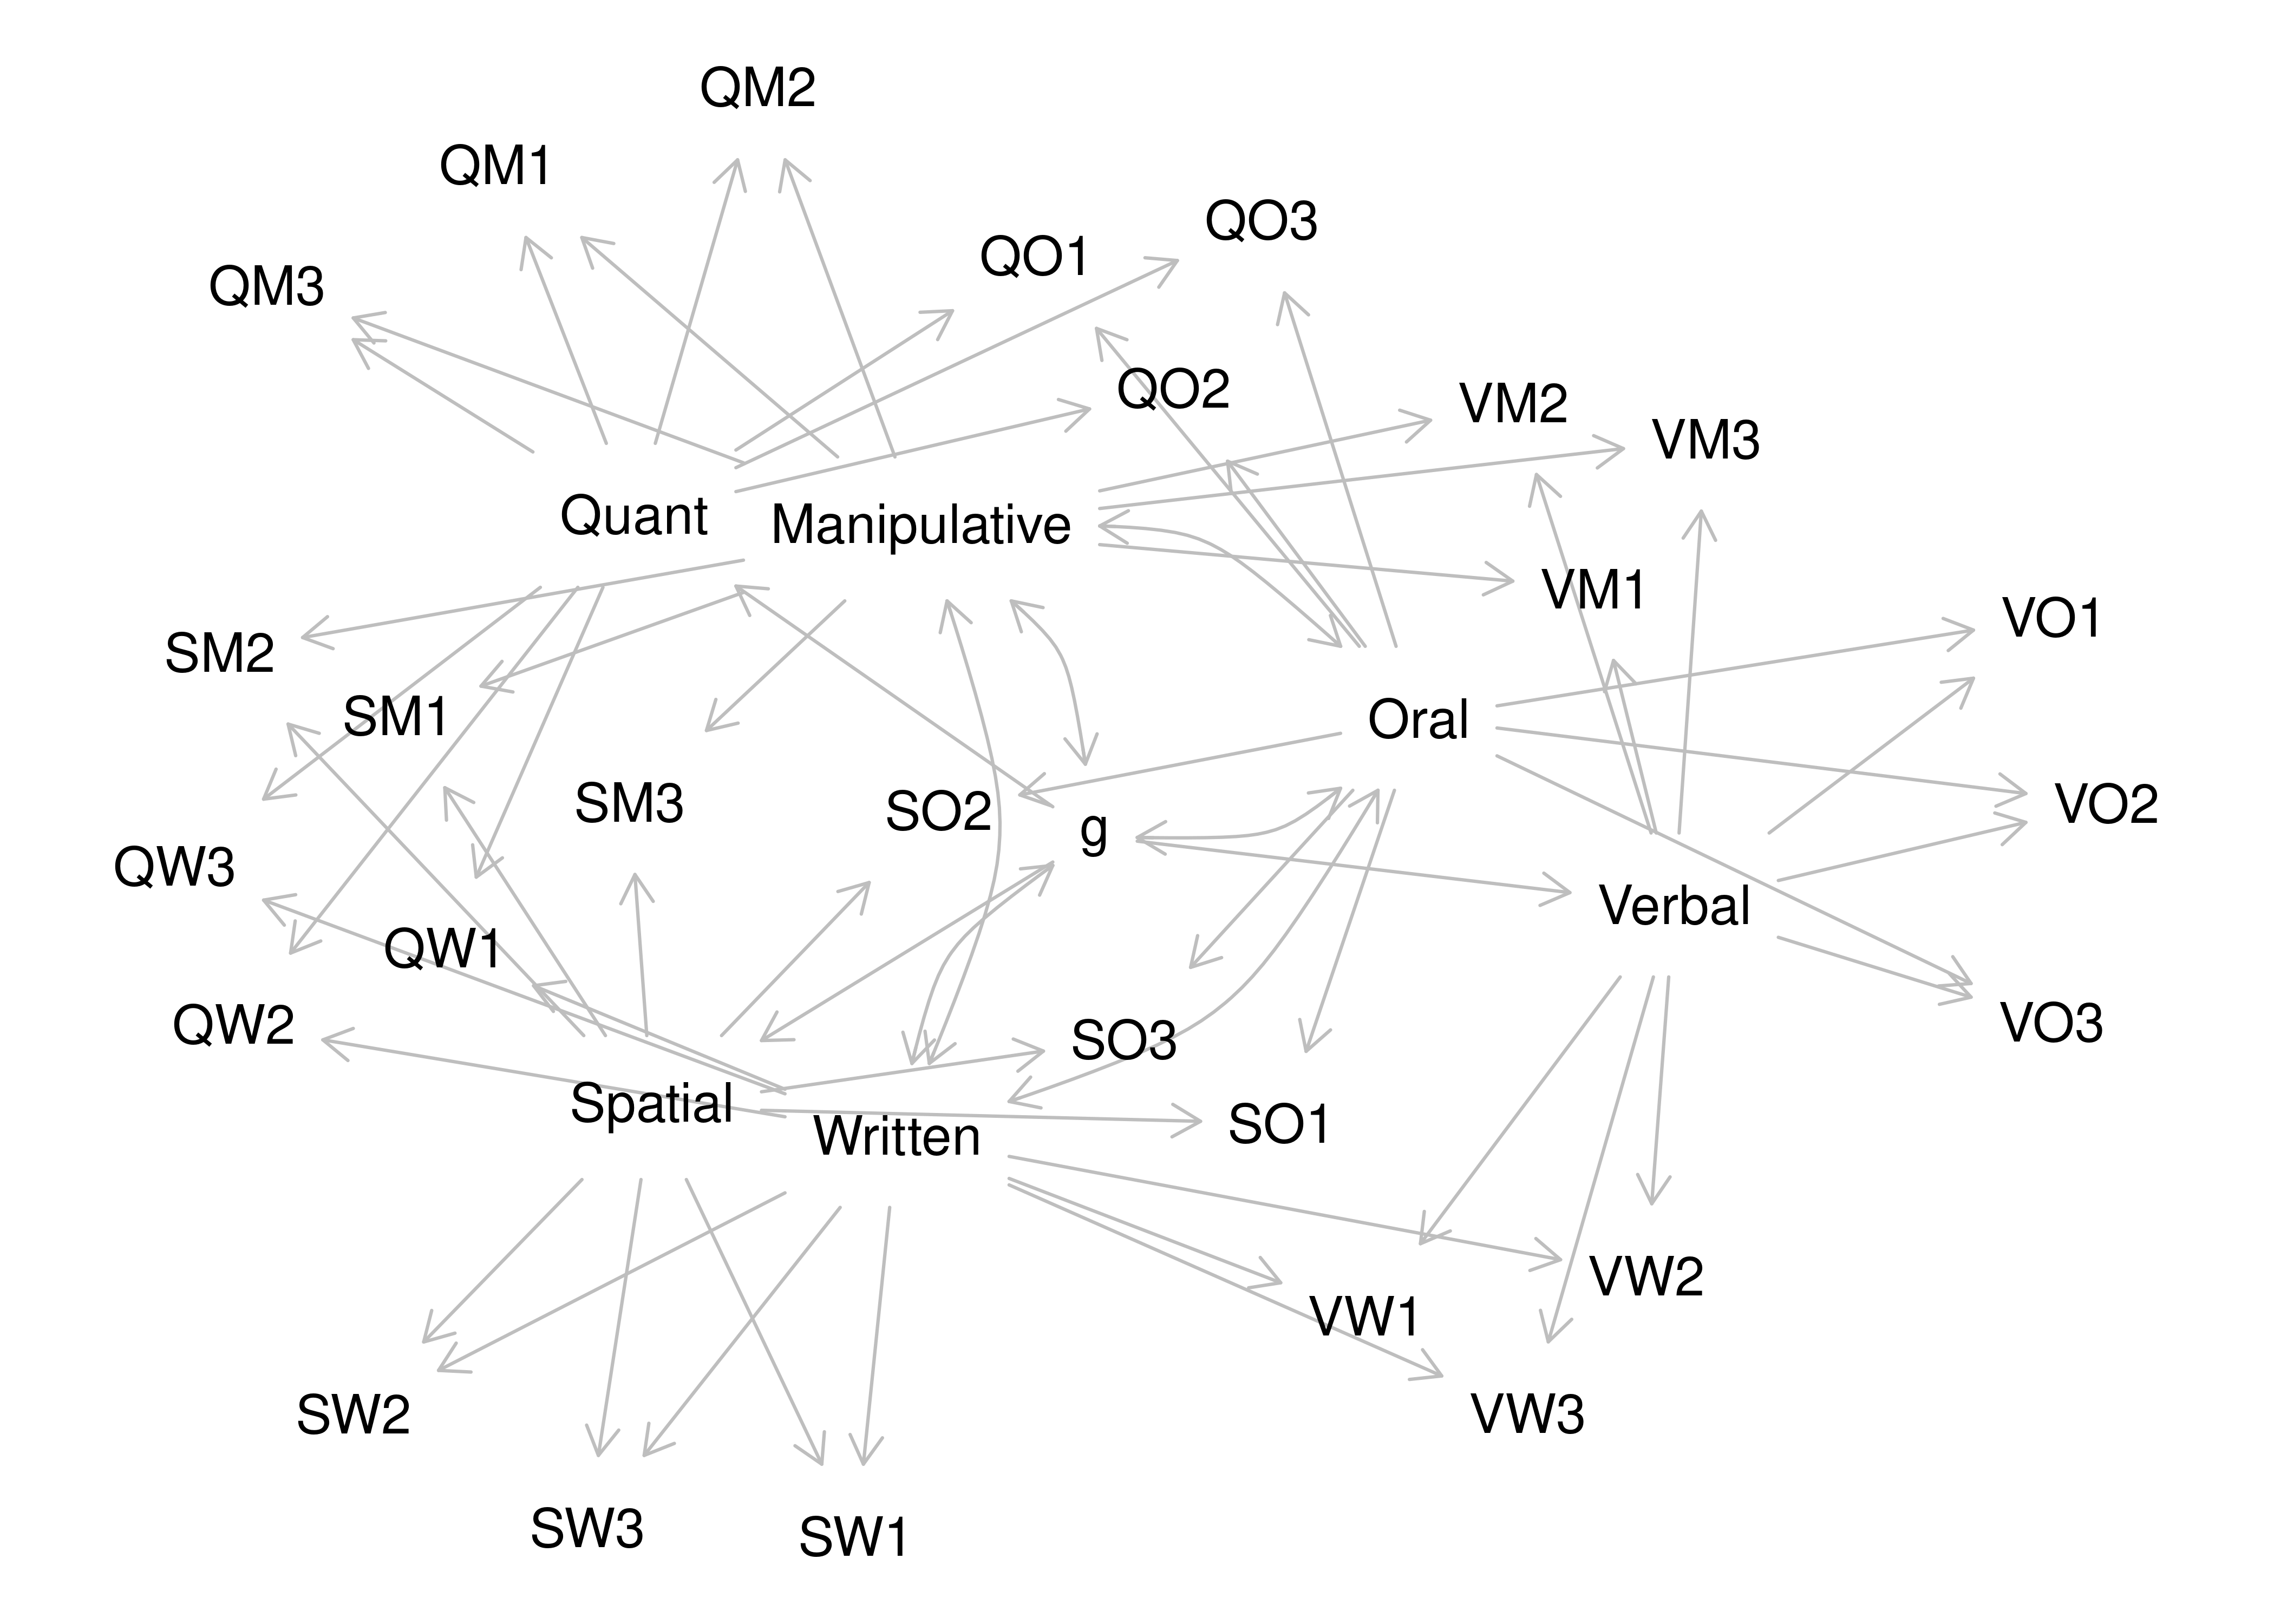 QM2
QM1
QO3
QO1
QM3
QO2
VM2
VM3
Quant
Manipulative
VM1
VO1
SM2
SM1
Oral
SM3
SO2
VO2
g
QW3
Verbal
QW1
QW2
VO3
SO3
Spatial
SO1
Written
VW2
VW1
SW2
VW3
SW3
SW1